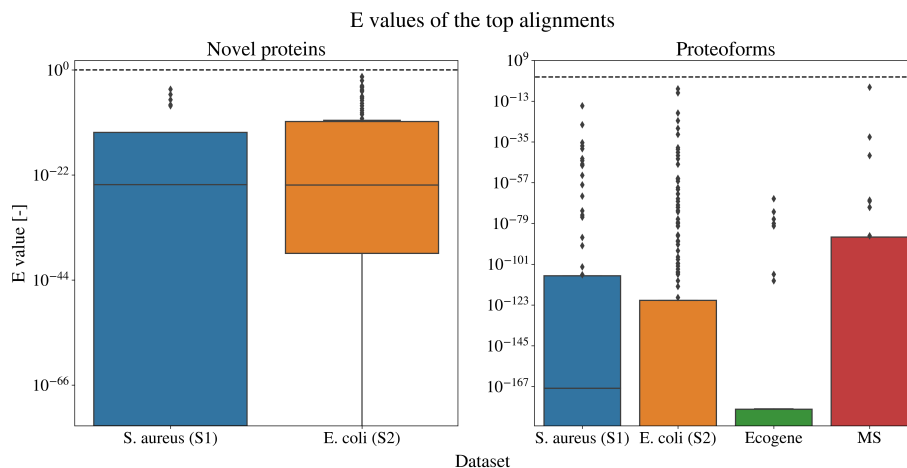 E values of the top alignments
Novel proteins
Proteoforms
E value [-]
10^0
10^-22
10^-44
10^-66
10^9
10^-13
10^-35
10^-57
10^-79
10^-101
10^-123
10^-145
10^-167
S. aureus (S1)
E. coli (S2)
S. aureus (S1)
E. coli (S2)
Ecogene
MS
Dataset